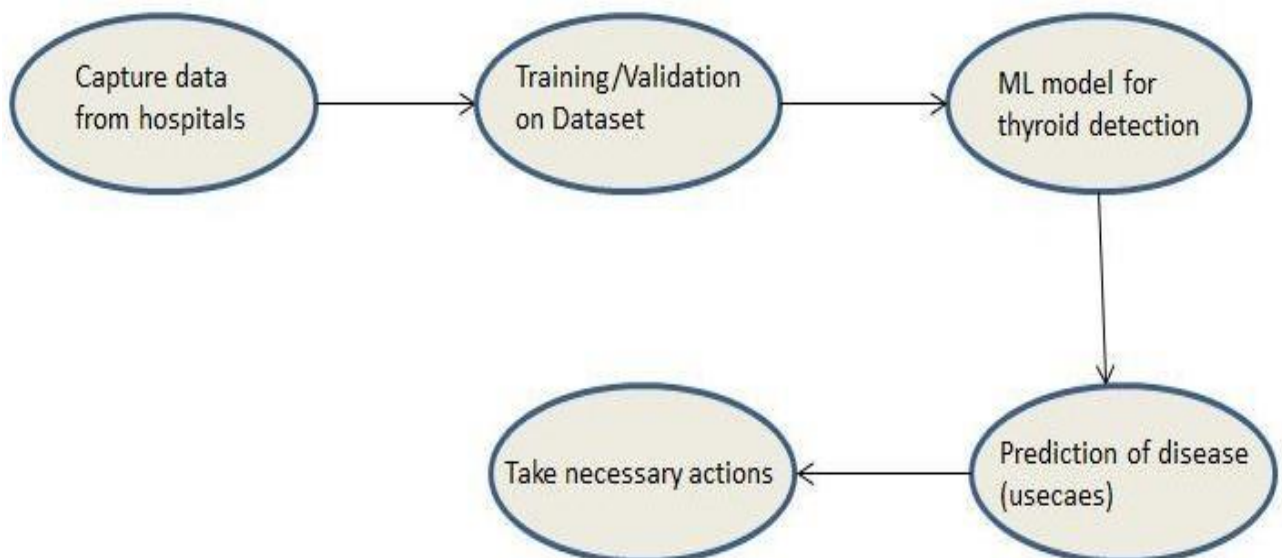 Capture data
from hospitals
Training/Validation
on Dataset
ML model for
thyroid detection
Prediction of disease
(usecaes)
Take necessary actions